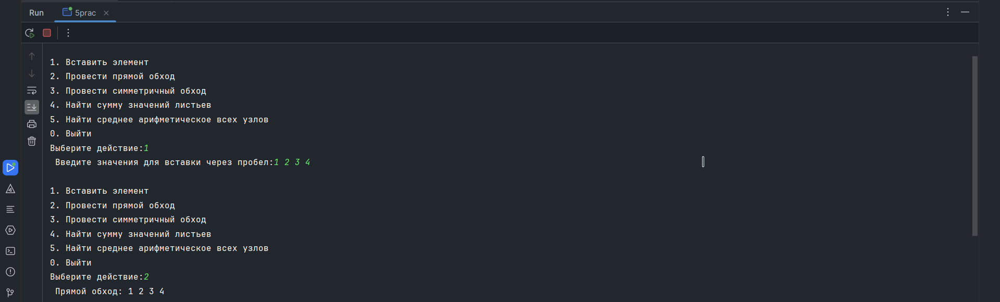 Run 5prac
1. Вставить элемент
2. Провести прямой обход
3. Провести симметричный обход
4. Найти сумму значений листьев
5. Найти среднее арифметическое всех узлов
0. Выйти
Выберите действие:1
Введите значения для вставки через пробел:1 2 3 4
1. Вставить элемент
2. Провести прямой обход
3. Провести симметричный обход
4. Найти сумму значений листьев
5. Найти среднее арифметическое всех узлов
0. Выйти
Выберите действие:2
Прямой обход: 1 2 3 4